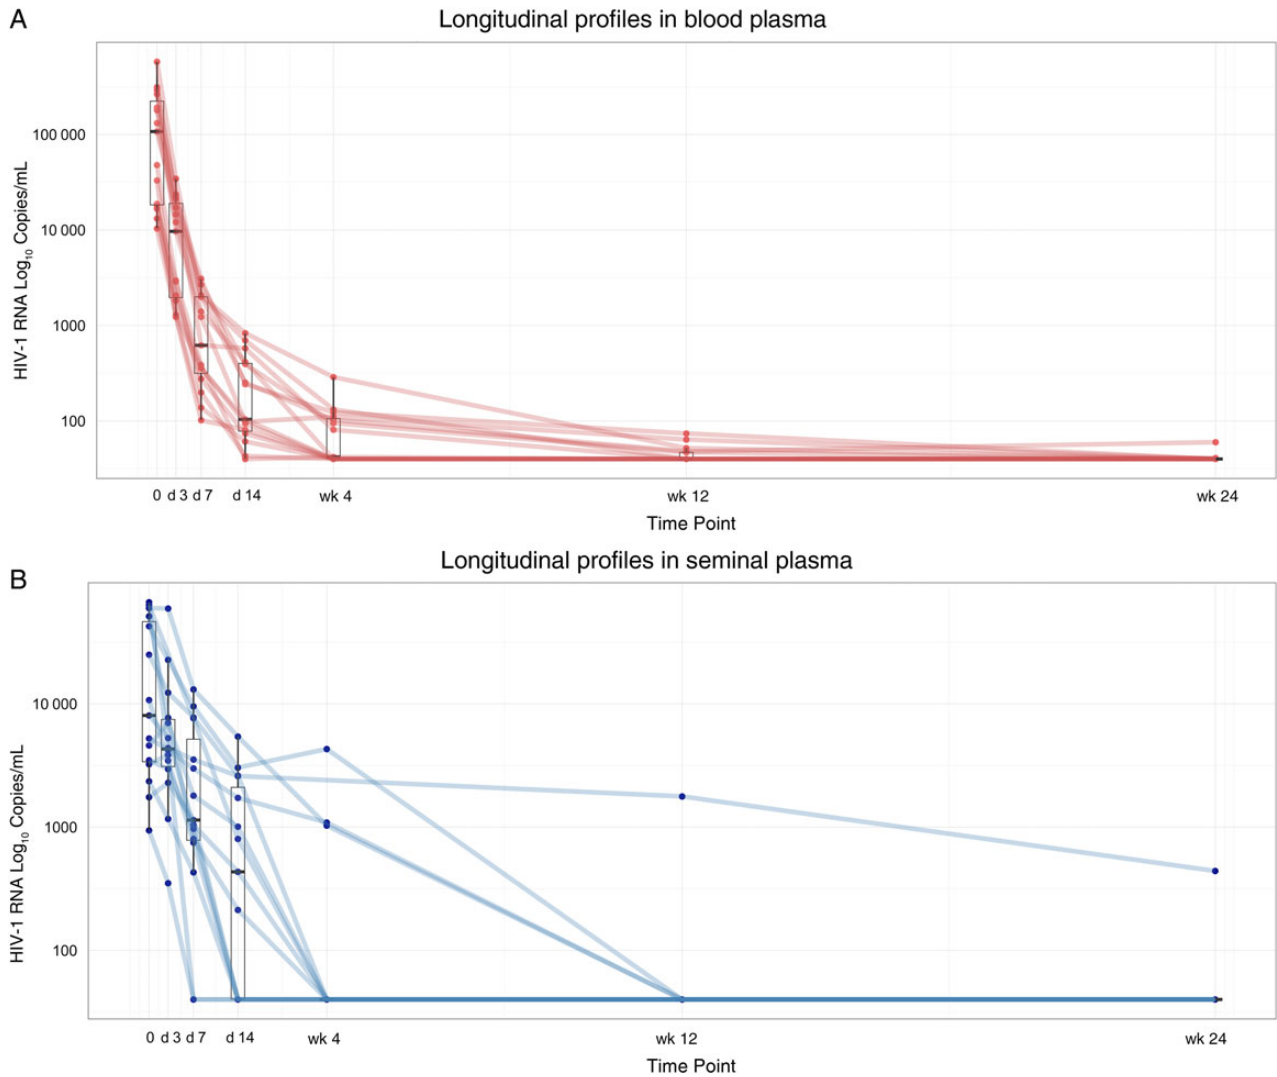 A
Longitudinal profiles in blood plasma
HIV-1 RNA Log₁₀ Copies/mL
100 000
10 000
1000
100
0 d 3 d 7 d 14 wk 4 wk 12 wk 24
Time Point
B
Longitudinal profiles in seminal plasma
HIV-1 RNA Log₁₀ Copies/mL
10 000
1000
100
0 d 3 d 7 d 14 wk 4 wk 12 wk 24
Time Point